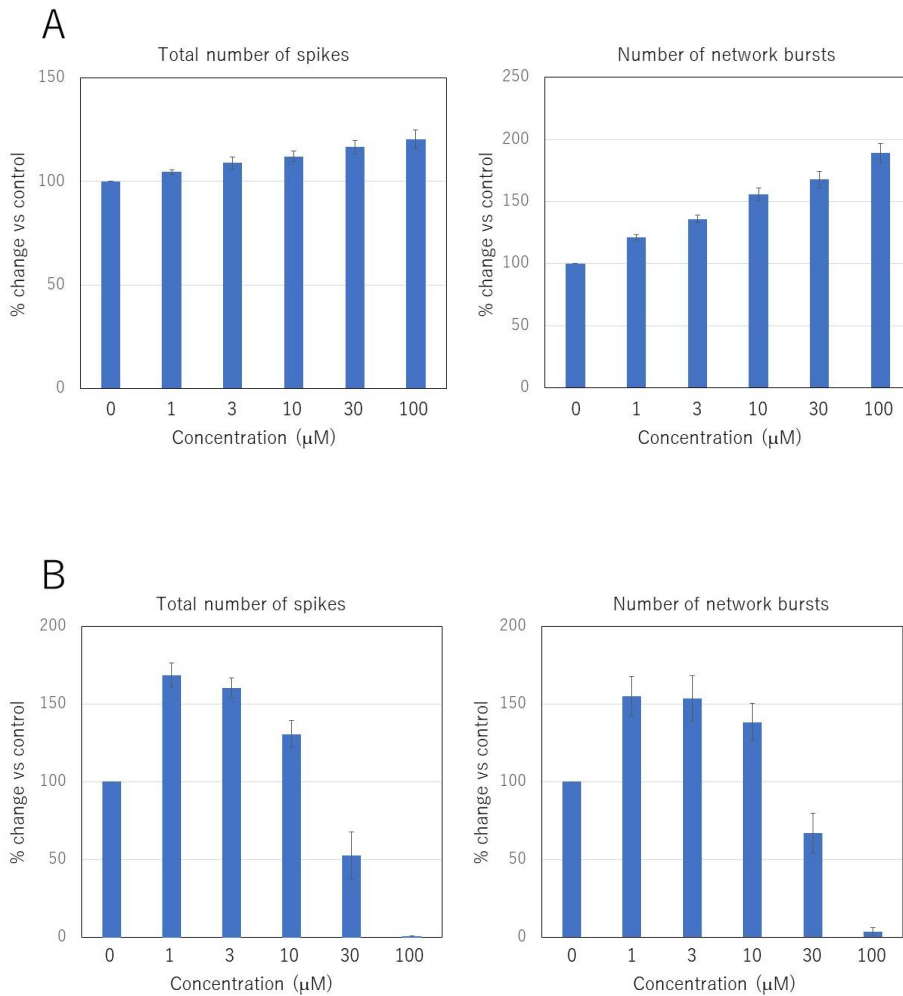 A
Total number of spikes
150
100
50
0
% change vs control
0 1 3 10 30 100
Concentration (μM)
Number of network bursts
250
200
150
100
50
0
% change vs control
0 1 3 10 30 100
Concentration (μM)
B
Total number of spikes
200
150
100
50
0
% change vs control
0 1 3 10 30 100
Concentration (μM)
Number of network bursts
200
150
100
50
0
% change vs control
0 1 3 10 30 100
Concentration (μM)